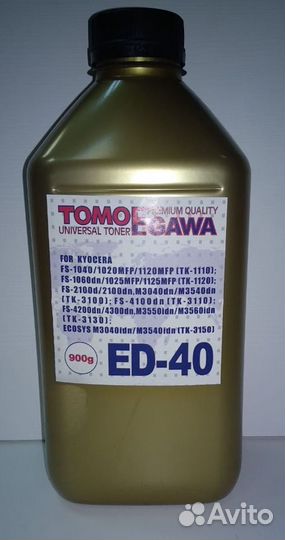 TOMOEGAWA
PREMIUM QUALITY
UNIVERSAL TONER
FOR KYOCERA
FS-1040/1020MFP/1120MFP(TK-1110);
FS-1060dn/1025MFP/1125MFP(TK-1120);
FS-2100d/2100dn,M3040dn/M3540dn
(TK-3100); FS-4100dn (TK-3110);
FS-4200dn/4300dn,M3550idn/M3560idn
(TK-3130);
ECOSYS M3040idn/M3540idn(TK-3150)
900g
ED-40
Avito